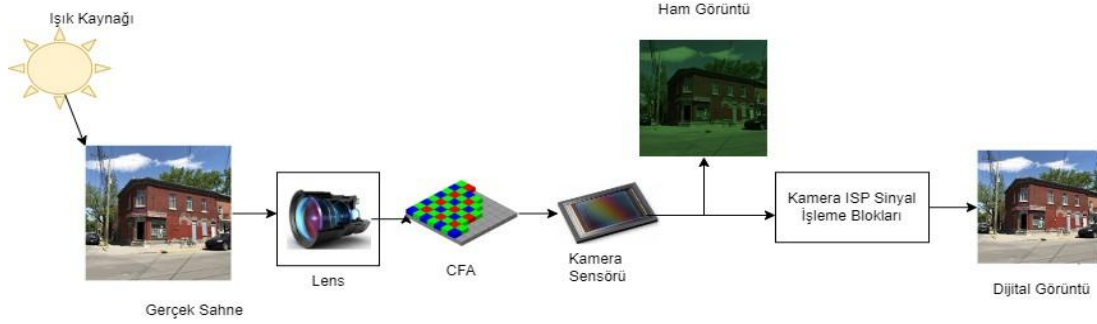 Işık Kaynağı
Ham Görüntü
Kamera ISP Sinyal
İşleme Blokları
Lens
CFA
Kamera
Sensörü
Gerçek Sahne
Dijital Görüntü